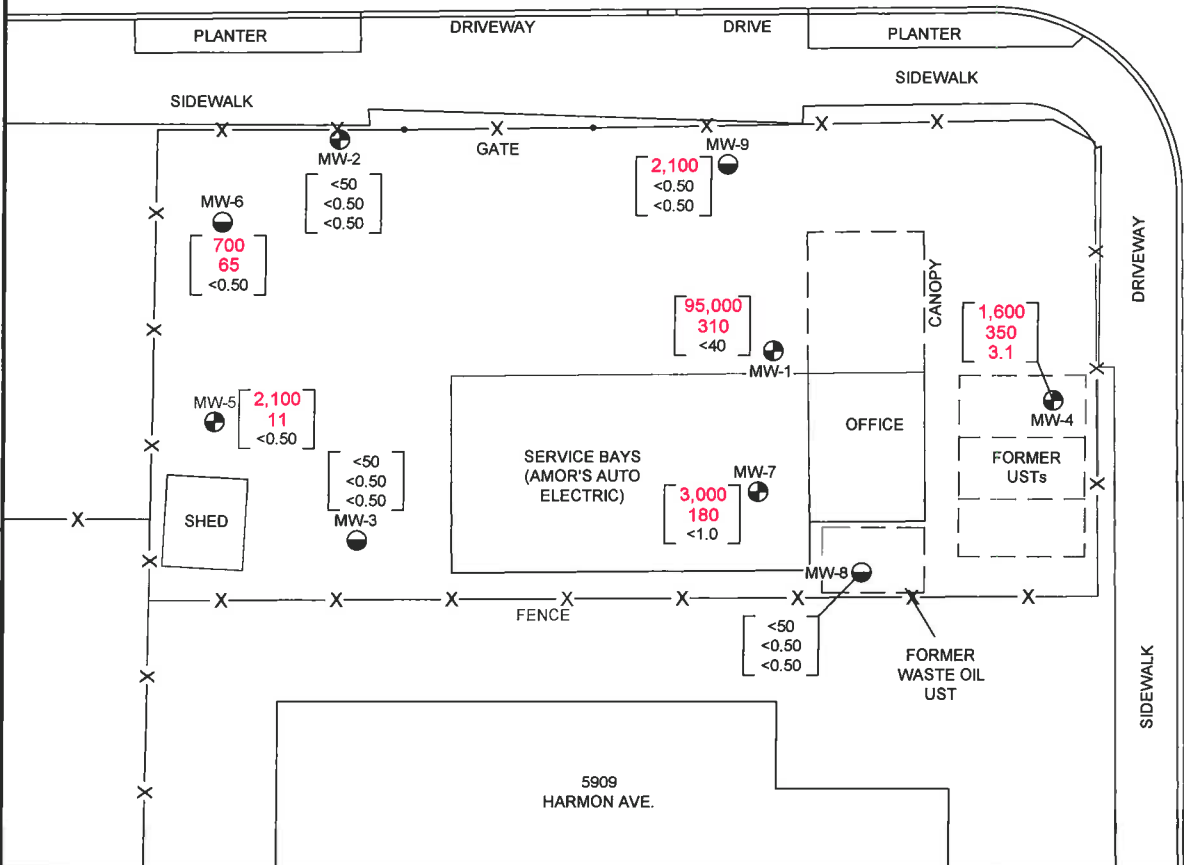 PLANTER
DRIVEWAY
DRIVE
PLANTER
SIDEWALK
SIDEWALK
X X X X X X
GATE
MW-2
<50
<0.50
<0.50
MW-9
2,100
<0.50
<0.50
MW-6
700
65
<0.50
X
X
DRIVEWAY
CANOPY
95,000
310
<40
MW-1
1,600
350
3.1
MW-4
X
X
MW-5
2,100
11
<0.50
OFFICE
FORMER
USTs
X
X
<50
<0.50
<0.50
MW-3
SERVICE BAYS
(AMOR'S AUTO
ELECTRIC)
MW-7
3,000
180
<1.0
X
SHED
X
X
MW-8
X X X X X X X X
FENCE
<50
<0.50
<0.50
FORMER
WASTE OIL
UST
SIDEWALK
X
X
5909
HARMON AVE.